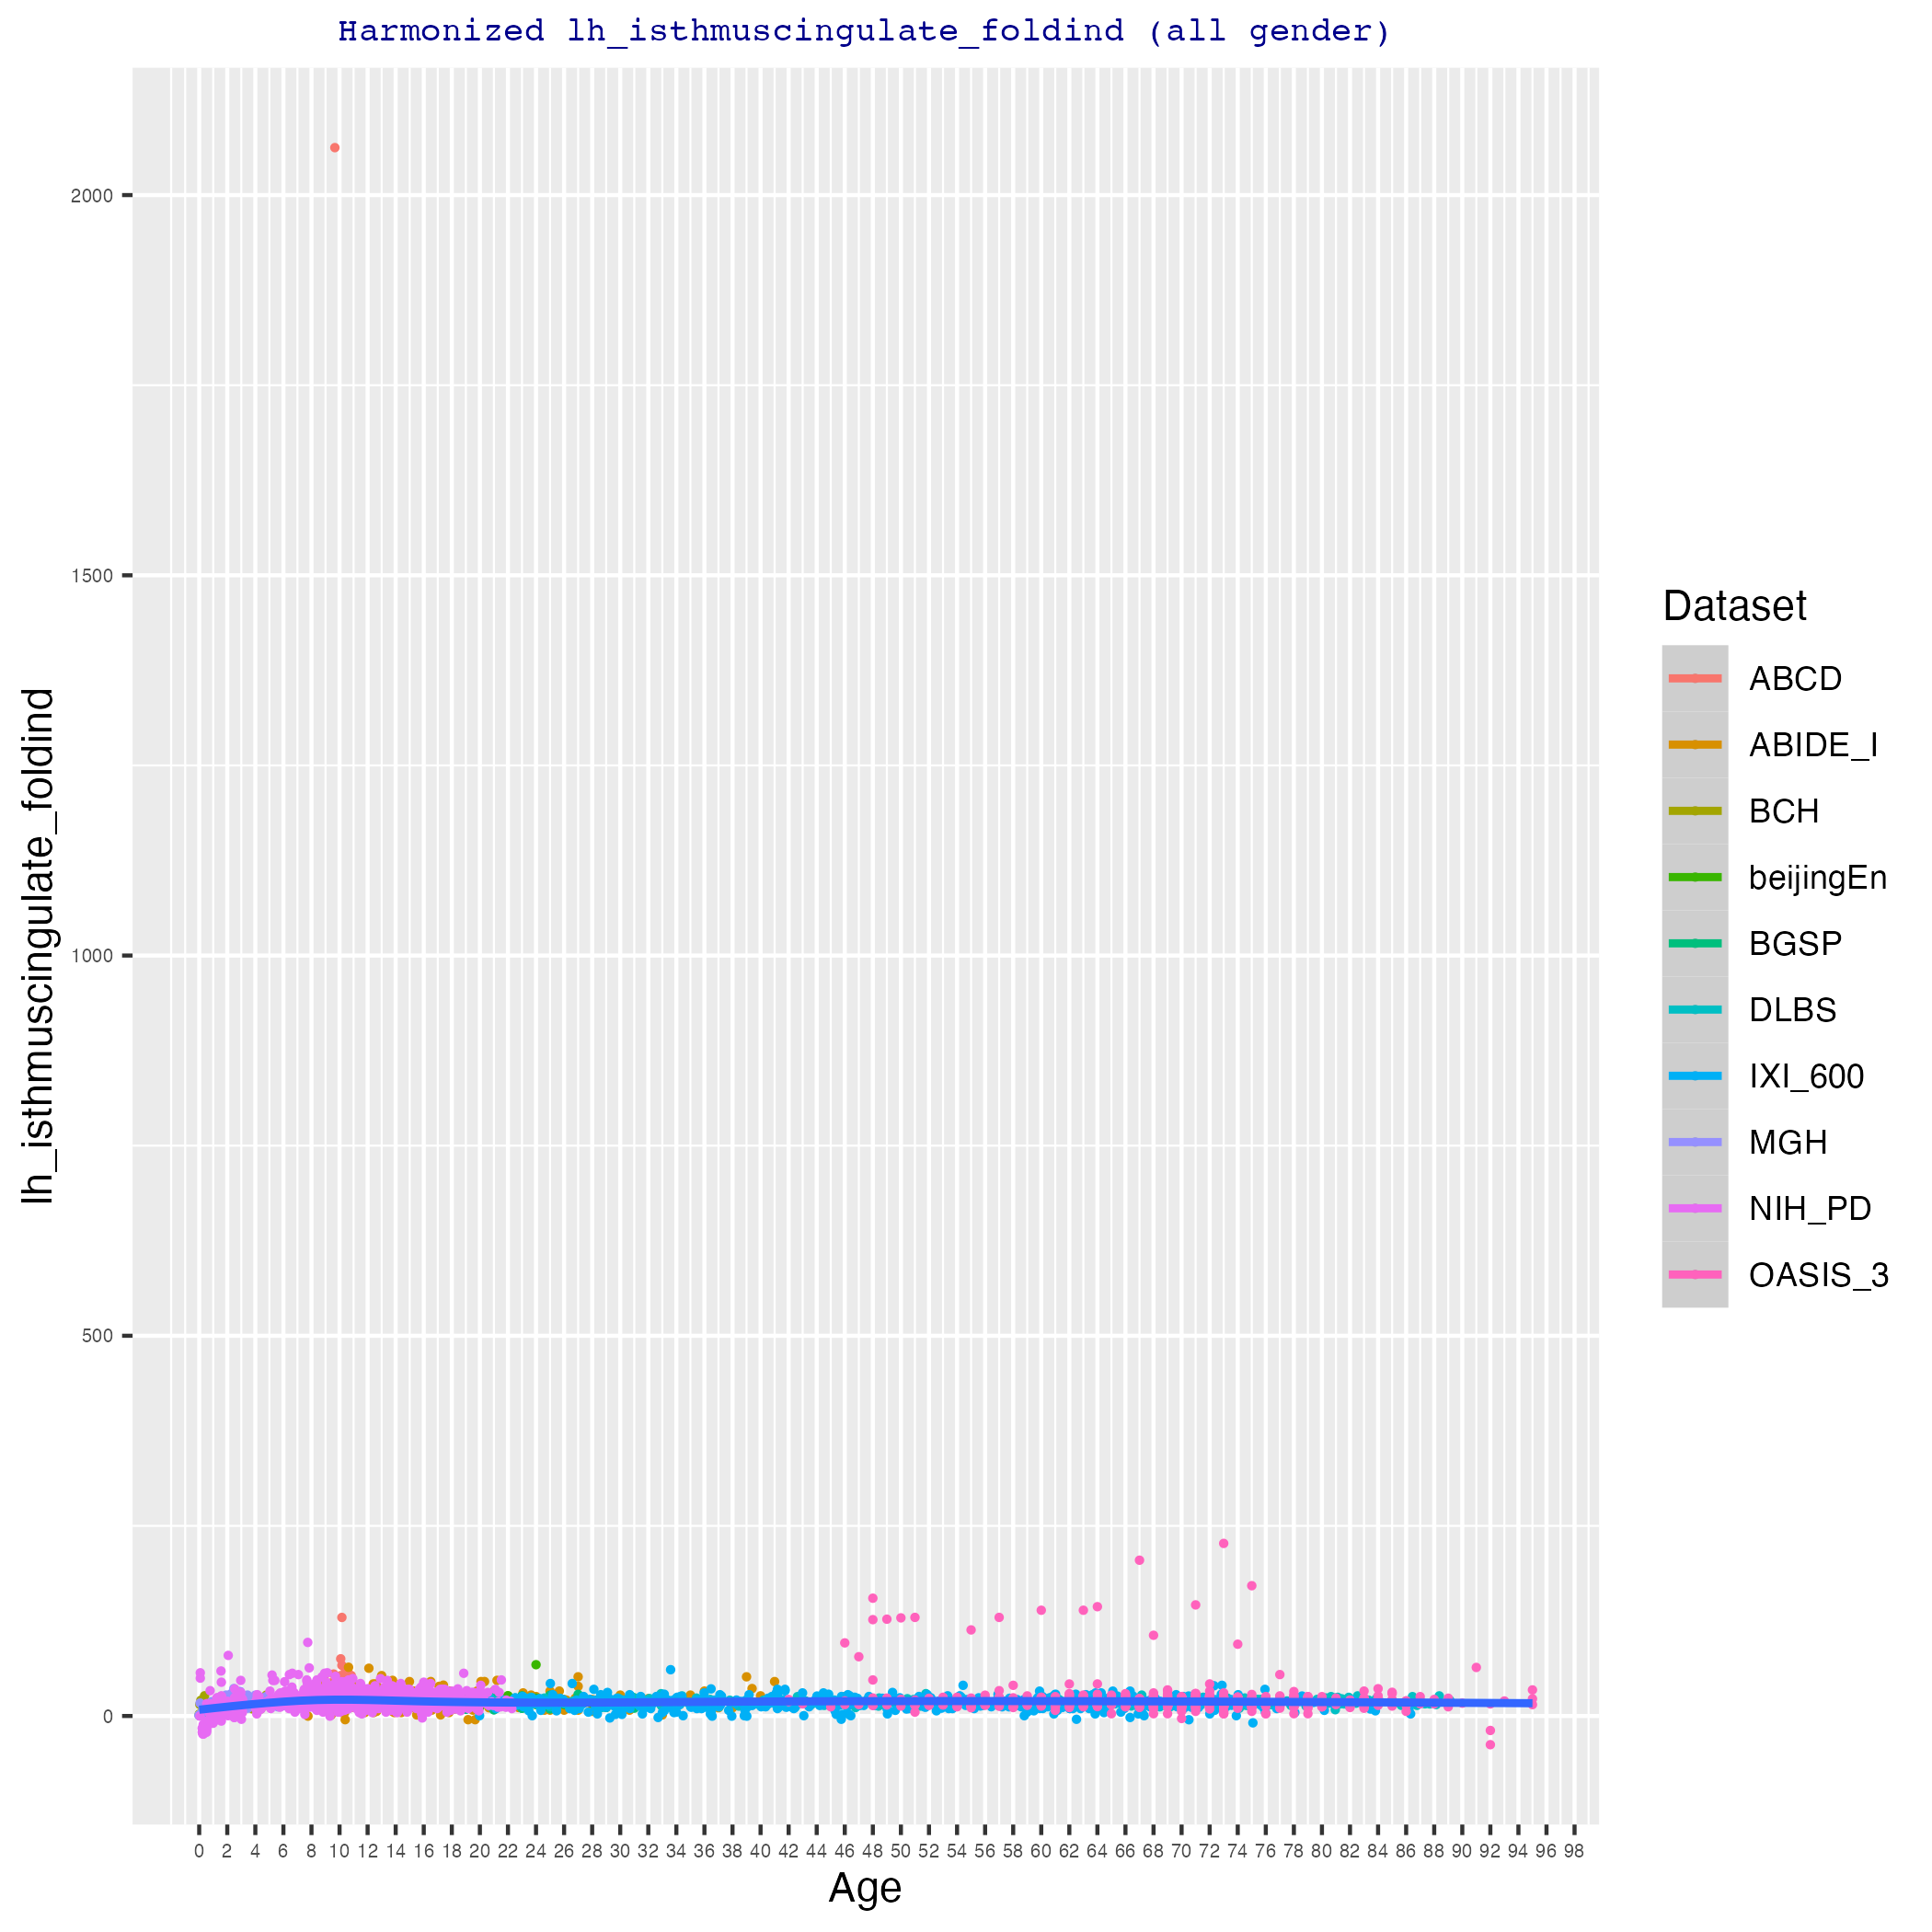 Harmonized lh_isthmuscingulate_foldind (all gender)
lh_isthmuscingulate_foldind
2000
1500
1000
500
0
0 2 4 6 8 10 12 14 16 18 20 22 24 26 28 30 32 34 36 38 40 42 44 46 48 50 52 54 56 58 60 62 64 66 68 70 72 74 76 78 80 82 84 86 88 90 92 94 96 98
Age
Dataset
ABCD
ABIDE_I
BCH
beijingEn
BGSP
DLBS
IXI_600
MGH
NIH_PD
OASIS_3